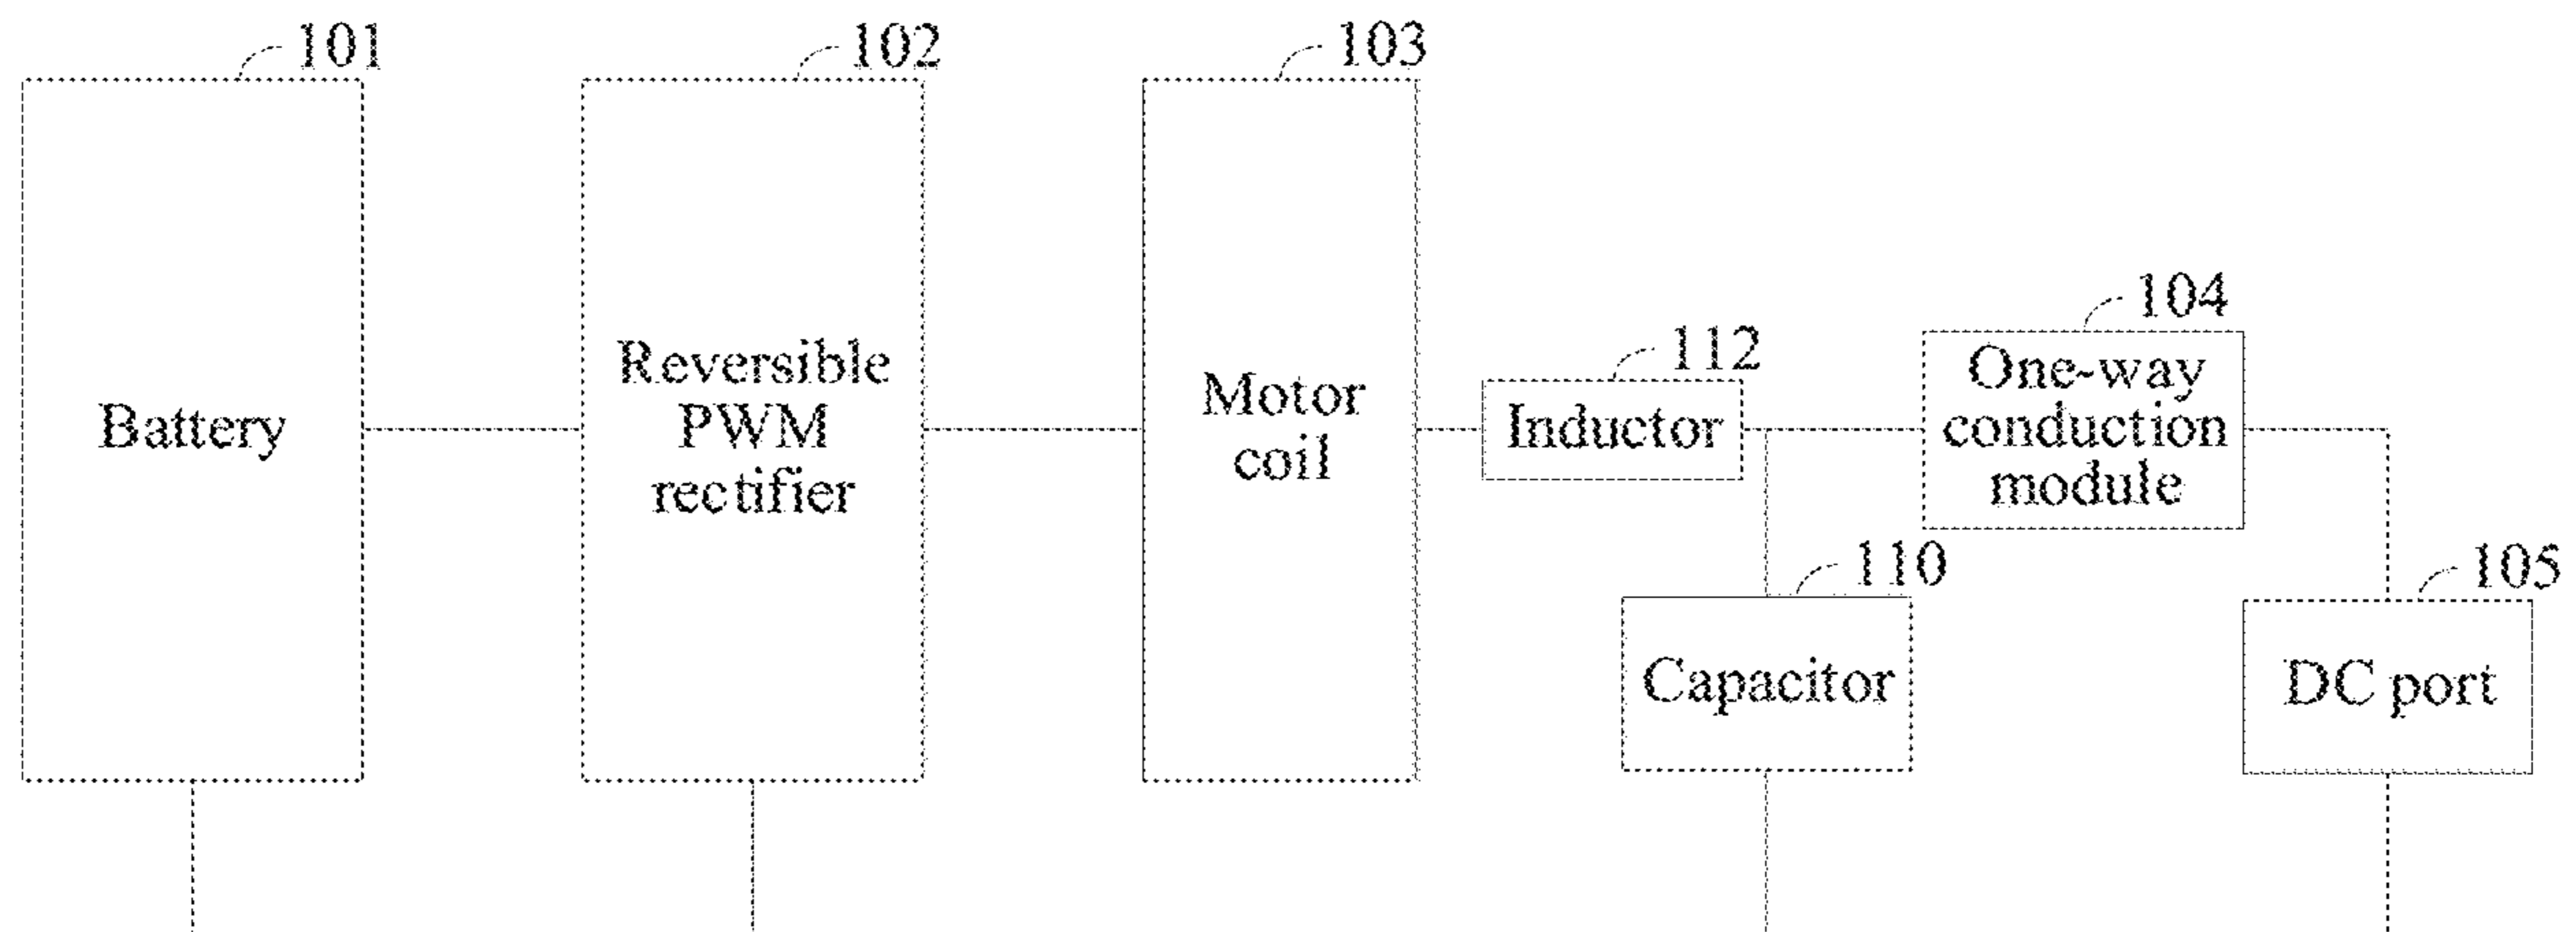 101
102
103
104
112
110
105
Battery
Reversible
PWM
rectifier
Motor
coil
Inductor
One-way
conduction
module
Capacitor
DC port